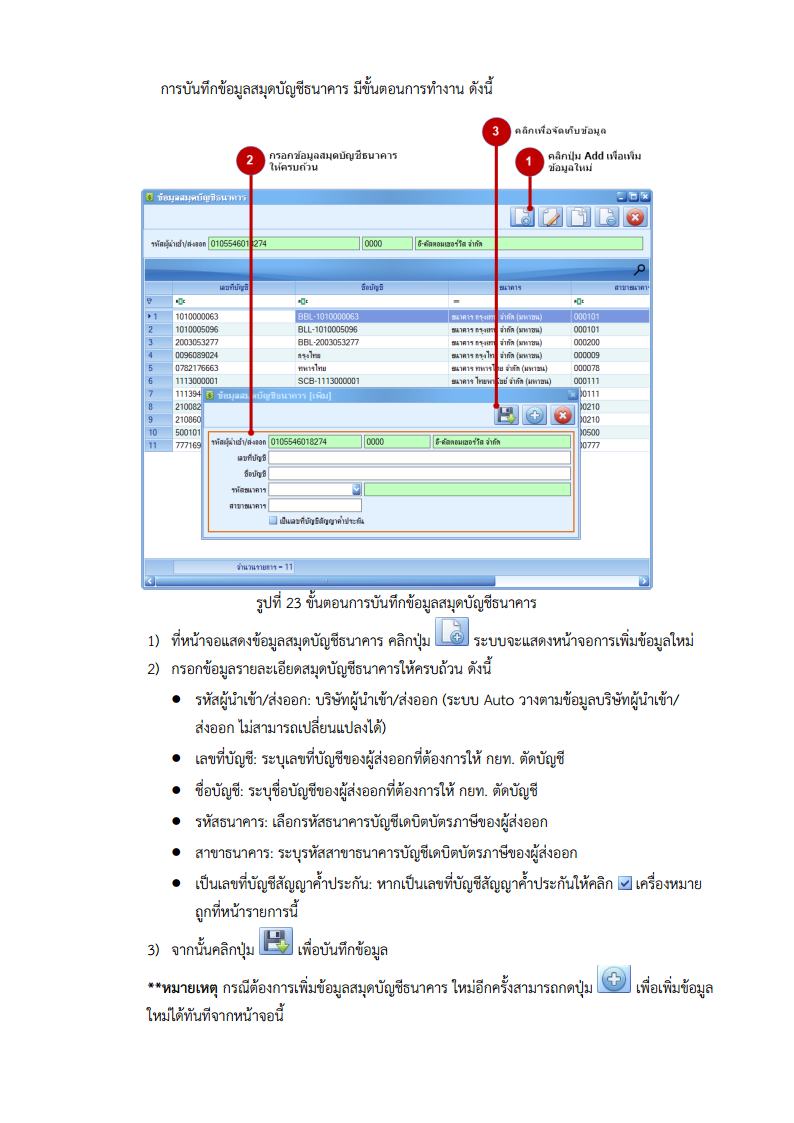 การบันทึกข้อมูลสมุดบัญชีธนาคาร มีขั้นตอนการทำงาน ดังนี้
3 คลิกเพื่อจัดเก็บข้อมูล
2 กรอกข้อมูลสมุดบัญชีธนาคาร
ให้ครบถ้วน
1 คลิกปุ่ม Add เพื่อเพิ่ม
ข้อมูลใหม่
ข้อมูลสมุดบัญชีธนาคาร
รหัสผู้นำเข้า/ส่งออก 0105546018274 0000 อี-คัสตอมเซอร์วิส จำกัด
เลขที่บัญชี ชื่อบัญชี ธนาคาร สาขาธนาคาร
=
1 1010000063 BBL-1010000063 ธนาคาร กรุงเทพ จำกัด (มหาชน) 000101
2 1010005096 BLL-1010005096 ธนาคาร กรุงเทพ จำกัด (มหาชน) 000101
3 2003053277 BBL-2003053277 ธนาคาร กรุงเทพ จำกัด (มหาชน) 000200
4 0096089024 กรุงไทย ธนาคาร กรุงไทย จำกัด (มหาชน) 000009
5 0782176663 ทหารไทย ธนาคาร ทหารไทย จำกัด (มหาชน) 000078
6 1113000001 SCB-1113000001 ธนาคาร ไทยพาณิชย์ จำกัด (มหาชน) 000111
7 111394 00111
8 210082 00210
9 210860 00210
10 500101 00500
11 777169 00777
ข้อมูลสมุดบัญชีธนาคาร [เพิ่ม]
รหัสผู้นำเข้า/ส่งออก 0105546018274 0000 อี-คัสตอมเซอร์วิส จำกัด
เลขที่บัญชี
ชื่อบัญชี
รหัสธนาคาร
สาขาธนาคาร
เป็นเลขที่บัญชีสัญญาค้ำประกัน
จำนวนรายการ = 11
รูปที่ 23 ขั้นตอนการบันทึกข้อมูลสมุดบัญชีธนาคาร
1) ที่หน้าจอแสดงข้อมูลสมุดบัญชีธนาคาร คลิกปุ่ม ระบบจะแสดงหน้าจอการเพิ่มข้อมูลใหม่
2) กรอกข้อมูลรายละเอียดสมุดบัญชีธนาคารให้ครบถ้วน ดังนี้
● รหัสผู้นำเข้า/ส่งออก: บริษัทผู้นำเข้า/ส่งออก (ระบบ Auto วางตามข้อมูลบริษัทผู้นำเข้า/
ส่งออก ไม่สามารถเปลี่ยนแปลงได้)
● เลขที่บัญชี: ระบุเลขที่บัญชีของผู้ส่งออกที่ต้องการให้ กยท. ตัดบัญชี
● ชื่อบัญชี: ระบุชื่อบัญชีของผู้ส่งออกที่ต้องการให้ กยท. ตัดบัญชี
● รหัสธนาคาร: เลือกรหัสธนาคารบัญชีเดบิตบัตรภาษีของผู้ส่งออก
● สาขาธนาคาร: ระบุรหัสสาขาธนาคารบัญชีเดบิตบัตรภาษีของผู้ส่งออก
● เป็นเลขที่บัญชีสัญญาค้ำประกัน: หากเป็นเลขที่บัญชีสัญญาค้ำประกันให้คลิก เครื่องหมาย
ถูกที่หน้ารายการนี้
3) จากนั้นคลิกปุ่ม เพื่อบันทึกข้อมูล
**หมายเหตุ กรณีต้องการเพิ่มข้อมูลสมุดบัญชีธนาคาร ใหม่อีกครั้งสามารถกดปุ่ม เพื่อเพิ่มข้อมูล
ใหม่ได้ทันทีจากหน้าจอนี้